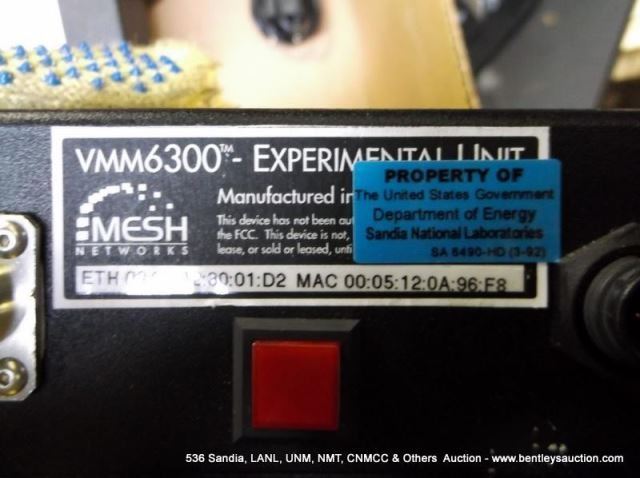 VMM6300™- EXPERIMENTAL UNIT
MESH
NETWORKS
Manufactured in
This device has not been
the FCC. This device is not,
lease, or sold or leased,
ETH :01:D2 MAC 00:05:12:0A:96:F8
PROPERTY OF
The United States Government
Department of Energy
Sandia National Laboratories
SA 6490-HD (3-92)
536 Sandia, LANL, UNM, NMT, CNMCC & Others Auction - www.bentleysauction.com